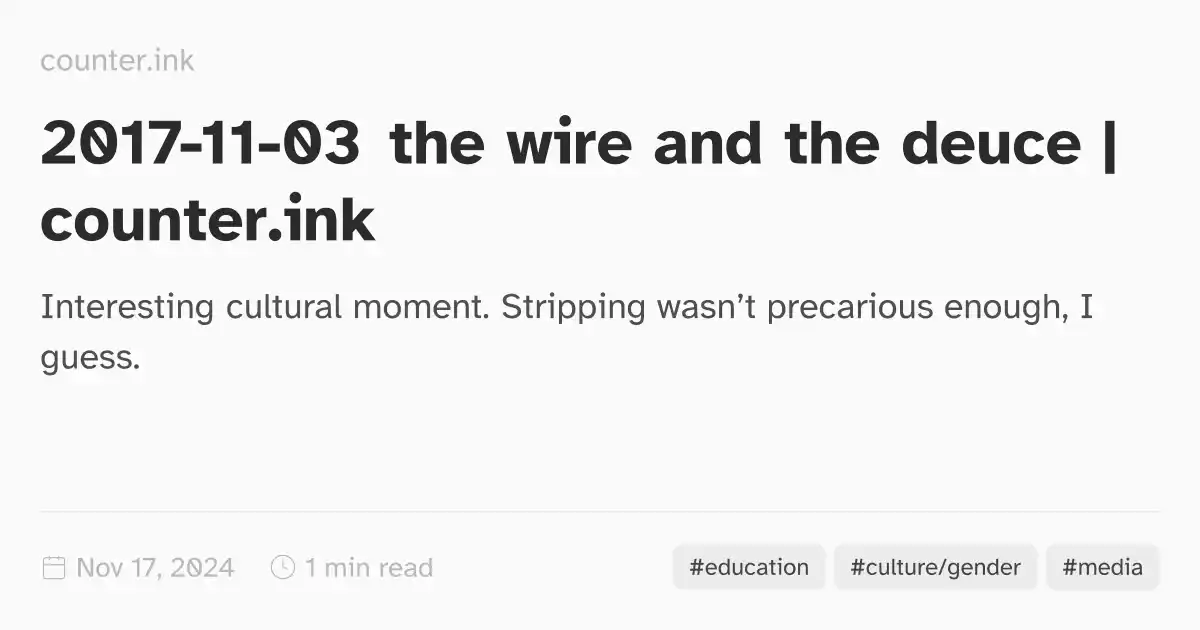 counter.ink
2017-11-03 the wire and the deuce |
counter.ink
Interesting cultural moment. Stripping wasn’t precarious enough, I
guess.
Nov 17, 2024 1 min read #education #culture/gender #media